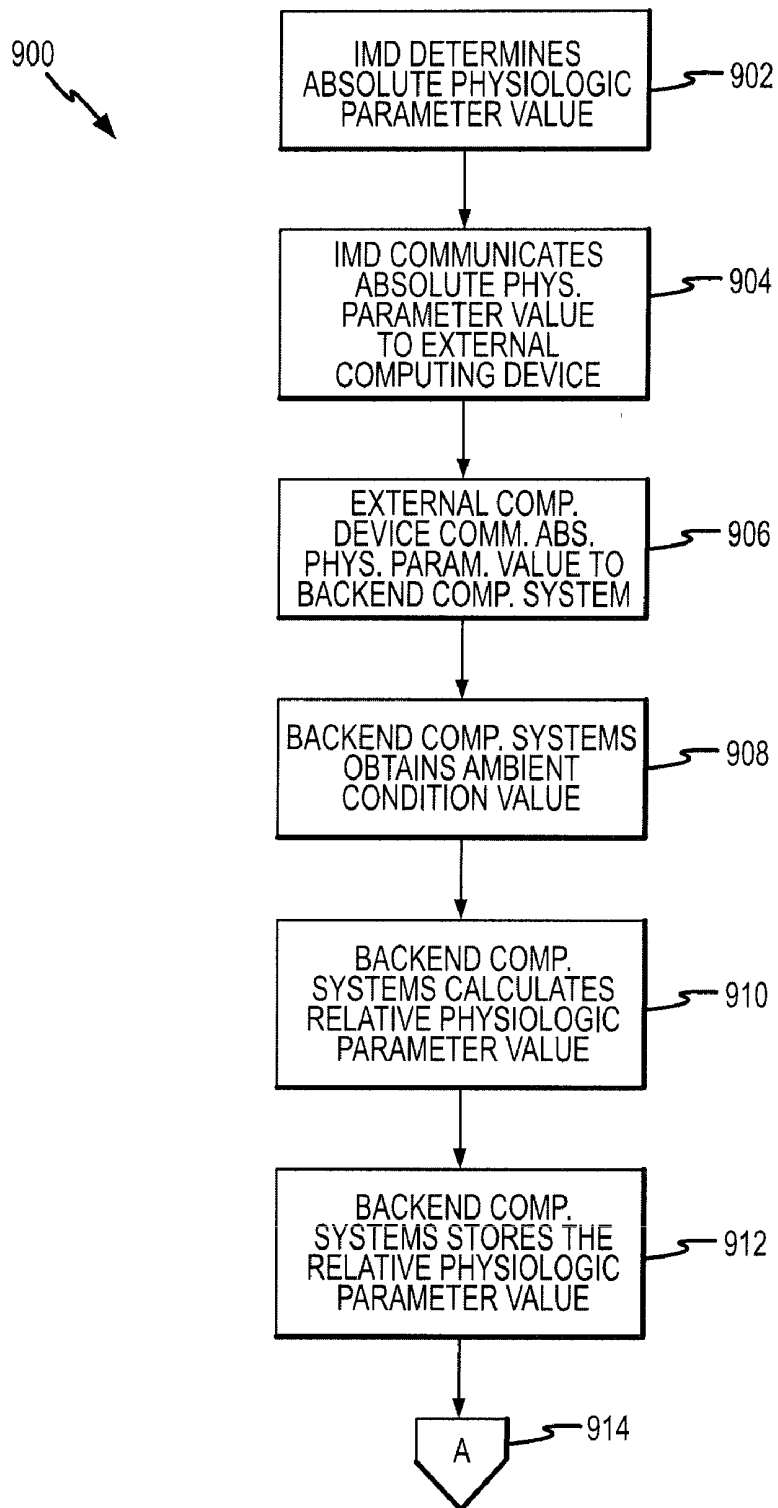 900
IMD DETERMINES
ABSOLUTE PHYSIOLOGIC
PARAMETER VALUE
902
IMD COMMUNICATES
ABSOLUTE PHYS.
PARAMETER VALUE
TO EXTERNAL
COMPUTING DEVICE
904
EXTERNAL COMP.
DEVICE COMM. ABS.
PHYS. PARAM. VALUE TO
BACKEND COMP. SYSTEM
906
BACKEND COMP. SYSTEMS
OBTAINS AMBIENT
CONDITION VALUE
908
BACKEND COMP.
SYSTEMS CALCULATES
RELATIVE PHYSIOLOGIC
PARAMETER VALUE
910
BACKEND COMP.
SYSTEMS STORES THE
RELATIVE PHYSIOLOGIC
PARAMETER VALUE
912
A
914